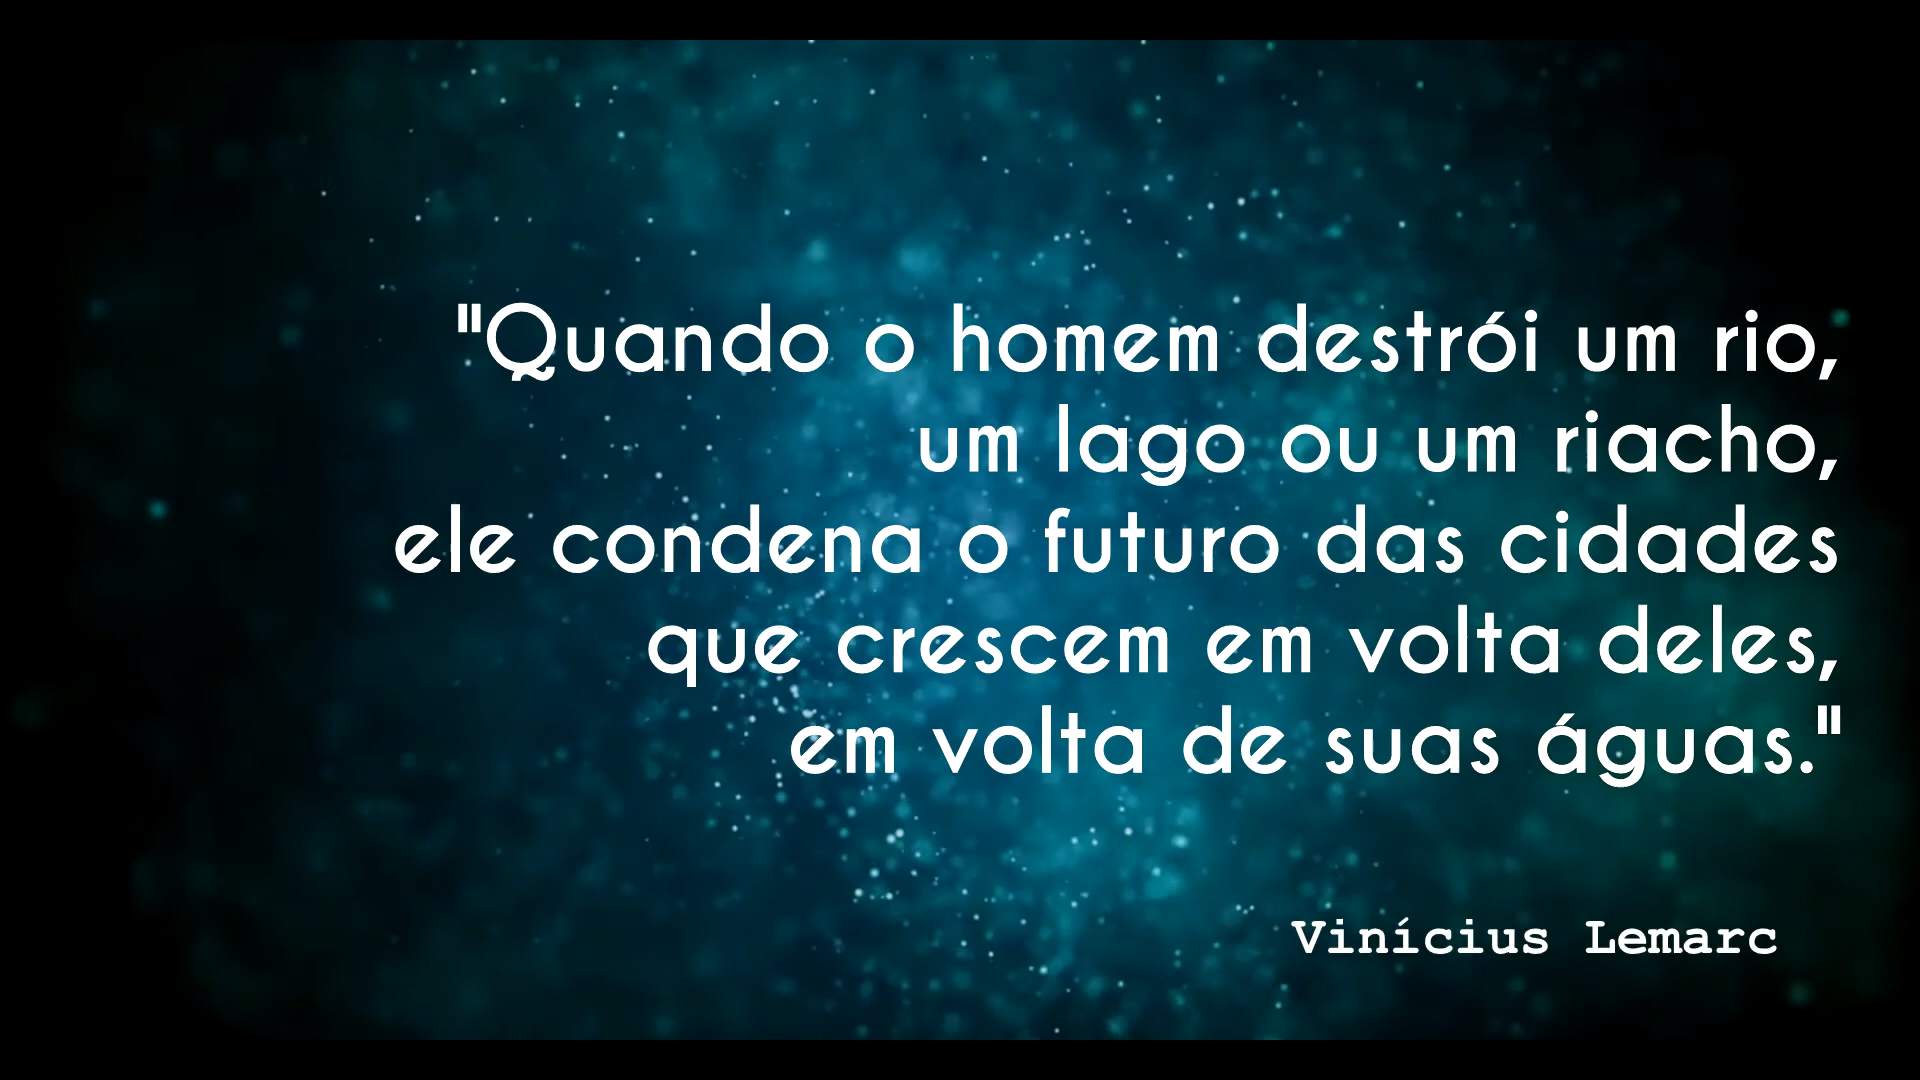 "Quando o homem destrói um rio,
um lago ou um riacho,
ele condena o futuro das cidades
que crescem em volta deles,
em volta de suas águas."
Vinícius Lemarc